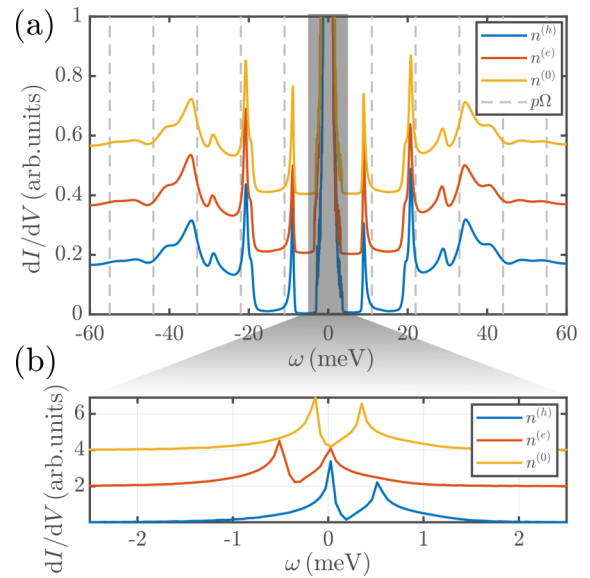 (a)
1
0.8
0.6
0.4
0.2
0
dI/dV (arb.units)
n^(h)
n^(e)
n^(0)
pΩ
-60 -40 -20 0 20 40 60
ω (meV)
(b)
6
4
2
dI/dV (arb.units)
n^(h)
n^(e)
n^(0)
-2 -1 0 1 2
ω (meV)